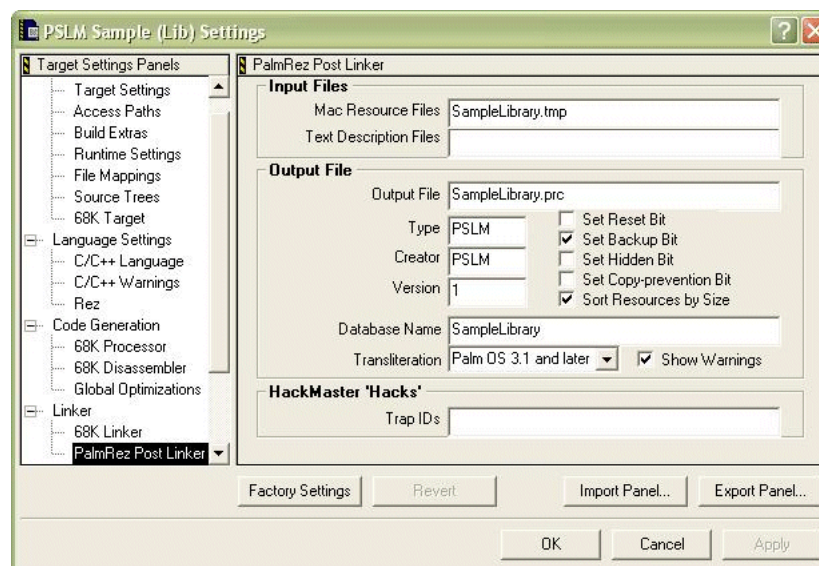 PSLM Sample (Lib) Settings
Target Settings Panels
Target Settings
Access Paths
Build Extras
Runtime Settings
File Mappings
Source Trees
68K Target
Language Settings
C/C++ Language
C/C++ Warnings
Rez
Code Generation
68K Processor
68K Disassembler
Global Optimizations
Linker
68K Linker
PalmRez Post Linker
PalmRez Post Linker
Input Files
Mac Resource Files SampleLibrary.tmp
Text Description Files
Output File
Output File SampleLibrary.prc
Type PSLM
Creator PSLM
Version 1
Set Reset Bit
Set Backup Bit
Set Hidden Bit
Set Copy-prevention Bit
Sort Resources by Size
Database Name SampleLibrary
Transliteration Palm OS 3.1 and later Show Warnings
HackMaster 'Hacks'
Trap IDs
Factory Settings Revert Import Panel... Export Panel...
OK Cancel Apply